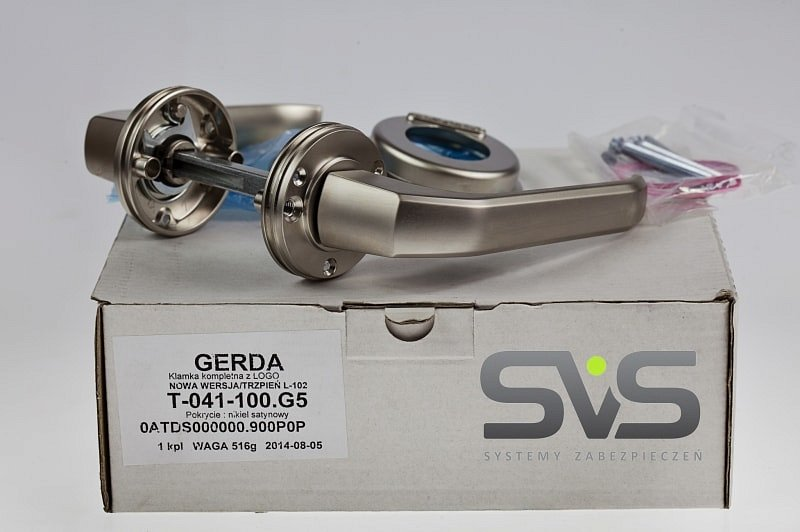 GERDA
Klamka kompletna z LOGO
NOWA WERSJA/TRZPIEŃ L-102
T-041-100.G5
Pokrycie : nikiel satynowy
0ATDS000000.900P0P
1 kpl WAGA 516g 2014-08-05
SVS
SYSTEMY ZABEZPIECZEŃ